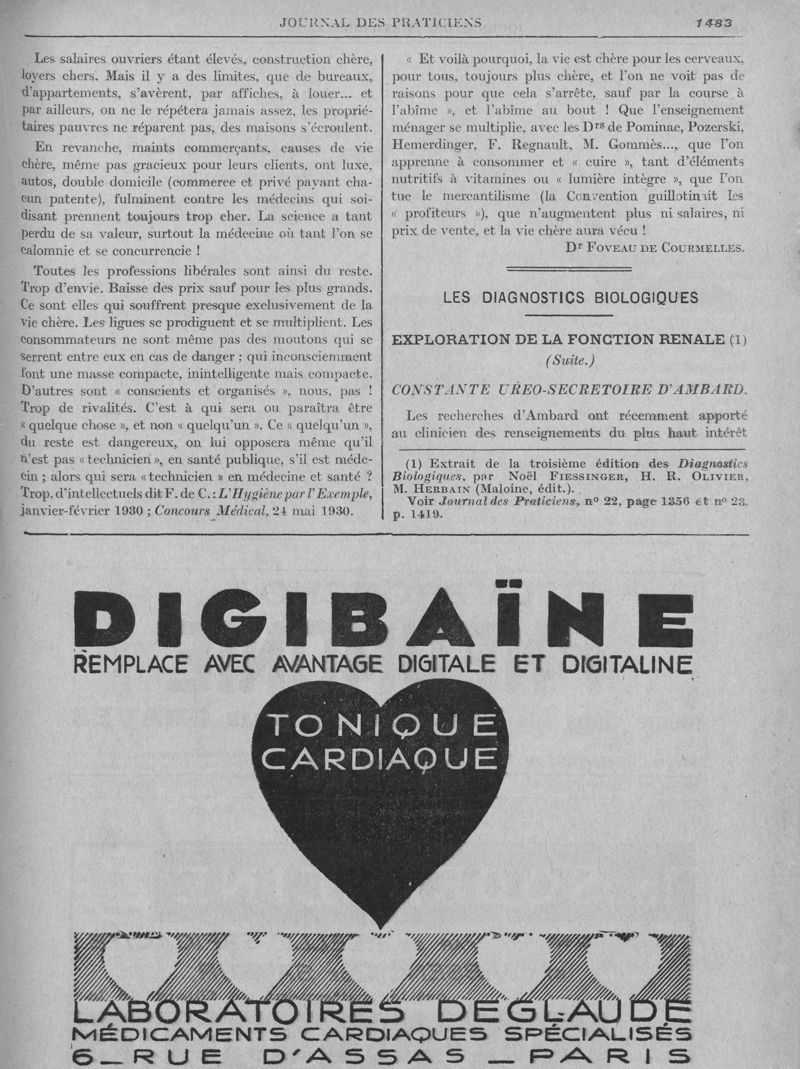 JOURNAL DES PRATICIENS 1483
Les salaires ouvriers étant élevés, construction chère,
loyers chers. Mais il y a des limites, que de bureaux,
d'appartements, s'avèrent, par affiches, à louer... et
par ailleurs, on ne le répétera jamais assez, les proprié-
taires pauvres ne réparent pas, des maisons s'écroulent.
En revanche, maints commerçants, causes de vie
chère, même pas gracieux pour leurs clients, ont luxe,
autos, double domicile (commerce et privé payant cha-
cun patente), fulminent contre les médecins qui soi-
disant prennent toujours trop cher. La science a tant
perdu de sa valeur, surtout la médecine où tant l'on se
calomnie et se concurrencie !
Toutes les professions libérales sont ainsi du reste.
Trop d'envie. Baisse des prix sauf pour les plus grands.
Ce sont elles qui souffrent presque exclusivement de la
vie chère. Les ligues se prodiguent et se multiplient. Les
consommateurs ne sont même pas des moutons qui se
serrent entre eux en cas de danger ; qui inconsciemment
font une masse compacte, inintelligente mais compacte.
D'autres sont « conscients et organisés », nous, pas !
Trop de rivalités. C'est à qui sera ou paraîtra être
« quelque chose », et non « quelqu'un ». Ce « quelqu'un »,
du reste est dangereux, on lui opposera même qu'il
n'est pas « technicien », en santé publique, s'il est méde-
cin ; alors qui sera « technicien » en médecine et santé ?
Trop d'intellectuels dit F. de C. : L'Hygiène par l'Exemple,
janvier-février 1930 ; Concours Médical, 24 mai 1930.
« Et voilà pourquoi, la vie est chère pour les cerveaux,
pour tous, toujours plus chère, et l'on ne voit pas de
raisons pour que cela s'arrête, sauf par la course à
l'abîme », et l'abîme au bout ! Que l'enseignement
ménager se multiplie, avec les Drs de Pominac, Pozerski,
Hemerdinger, F. Regnault, M. Gommès..., que l'on
apprenne à consommer et « cuire », tant d'éléments
nutritifs à vitamines ou « lumière intègre », que l'on
tue le mercantilisme (la Convention guillotinait les
« profiteurs »), que n'augmentent plus ni salaires, ni
prix de vente, et la vie chère aura vécu !
Dr FOVEAU DE COURMELLES.
LES DIAGNOSTICS BIOLOGIQUES
EXPLORATION DE LA FONCTION RENALE (1)
(Suite.)
CONSTANTE UREO-SECRETOIRE D'AMBARD.
Les recherches d'Ambard ont récemment apporté
au clinicien des renseignements du plus haut intérêt
(1) Extrait de la troisième édition des Diagnostics
Biologiques, par Noël FIESSINGER, H. R. OLIVIER,
M. HERBAIN (Maloine, édit.).
Voir Journal des Praticiens, n° 22, page 1356 et n° 23,
p. 1419.
DIGIBAÏNE
REMPLACE AVEC AVANTAGE DIGITALE ET DIGITALINE
TONIQUE
CARDIAQUE
LABORATOIRES DEGLAUDE
MÉDICAMENTS CARDIAQUES SPÉCIALISÉS
6_RUE D'ASSAS _ PARIS